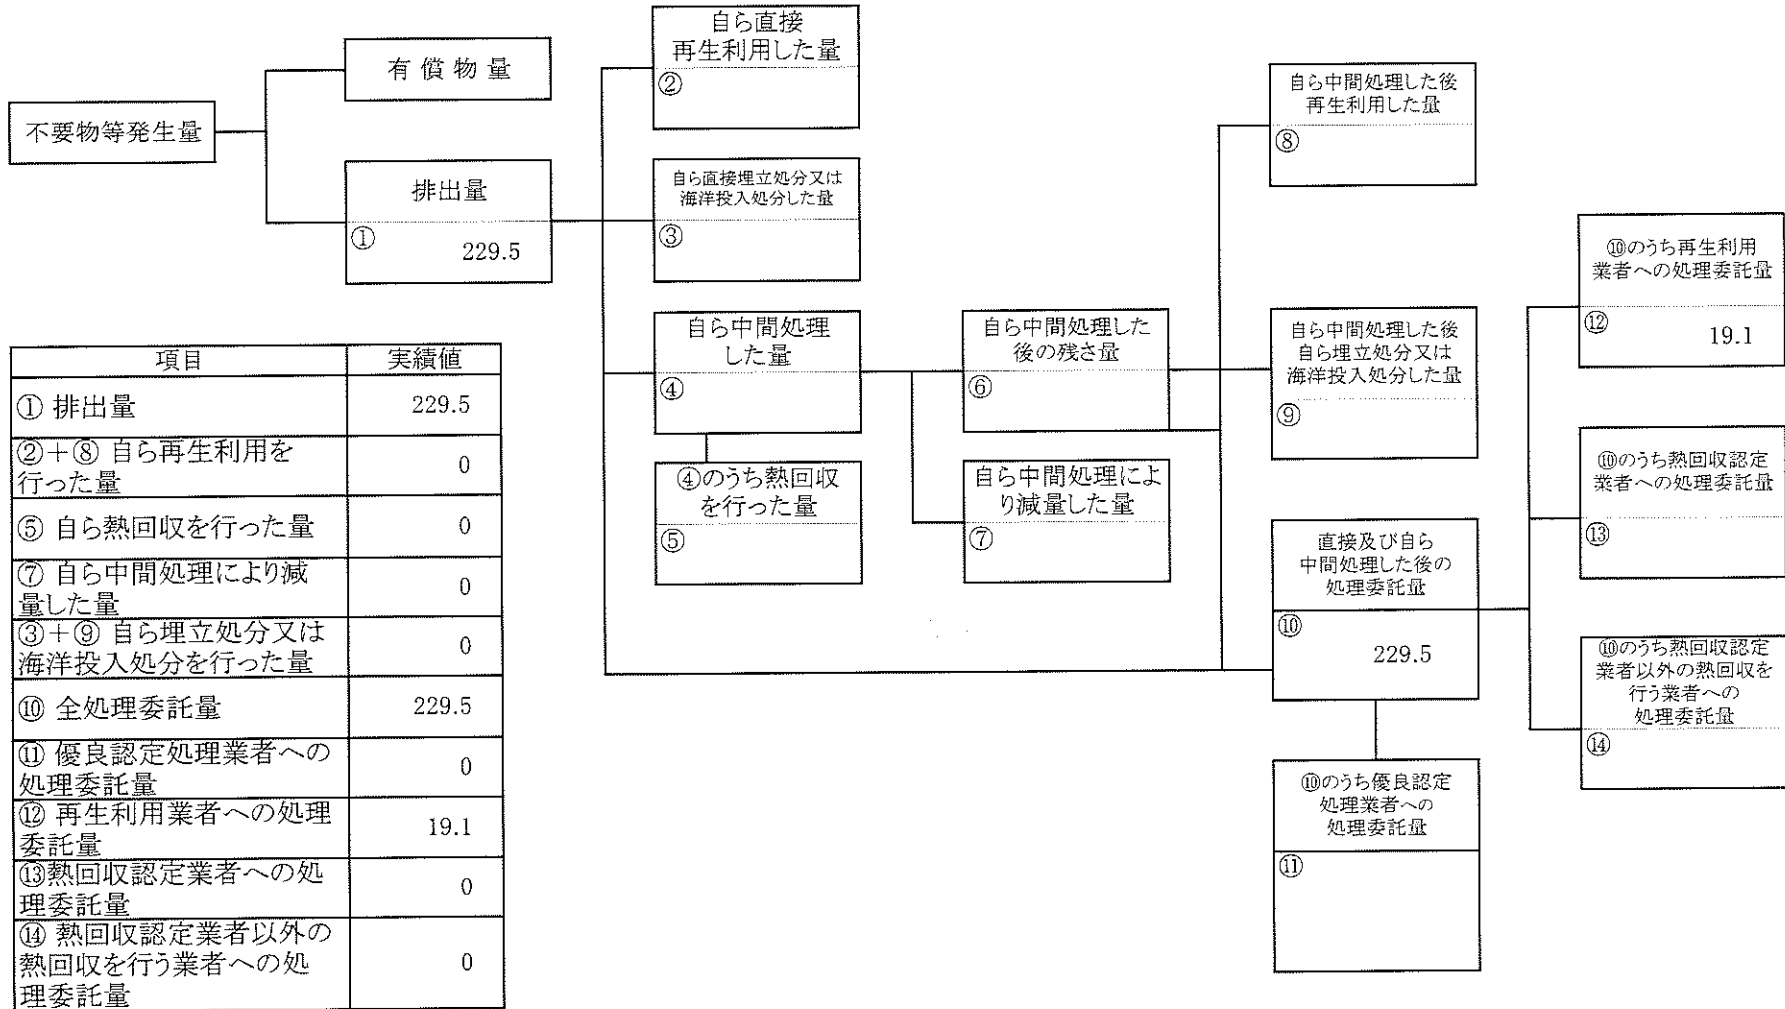 不要物等発生量
有償物量
排出量
①
229.5
自ら直接
再生利用した量
②
自ら直接埋立処分又は
海洋投入処分した量
③
自ら中間処理
した量
④
④のうち熱回収
を行った量
⑤
自ら中間処理した
後の残さ量
⑥
自ら中間処理によ
り減量した量
⑦
自ら中間処理した後
再生利用した量
⑧
自ら中間処理した後
自ら埋立処分又は
海洋投入処分した量
⑨
直接及び自ら
中間処理した後の
処理委託量
⑩
229.5
⑩のうち優良認定
処理業者への
処理委託量
⑪
⑩のうち再生利用
業者への処理委託量
⑫
19.1
⑩のうち熱回収認定
業者への処理委託量
⑬
⑩のうち熱回収認定
業者以外の熱回収を
行う業者への
処理委託量
⑭
項目 実績値
① 排出量 229.5
②+⑧ 自ら再生利用を
行った量 0
⑤ 自ら熱回収を行った量 0
⑦ 自ら中間処理により減
量した量 0
③+⑨ 自ら埋立処分又は
海洋投入処分を行った量 0
⑩ 全処理委託量 229.5
⑪ 優良認定処理業者への
処理委託量 0
⑫ 再生利用業者への処理
委託量 19.1
⑬熱回収認定業者への処
理委託量 0
⑭ 熱回収認定業者以外の
熱回収を行う業者への処
理委託量 0